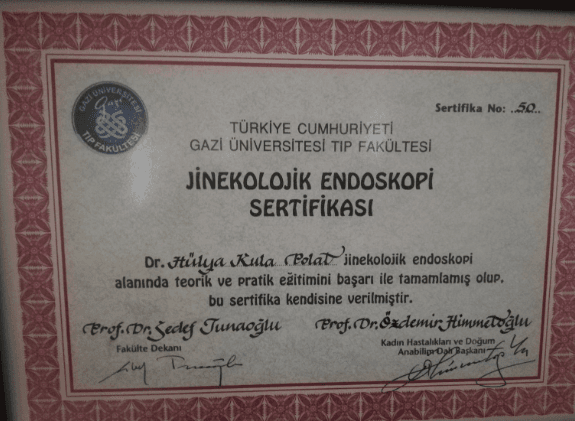 GAZİ ÜNİVERSİTESİ
TIP FAKÜLTESİ
Sertifika No: 50
TÜRKİYE CUMHURİYETİ
GAZİ ÜNİVERSİTESİ TIP FAKÜLTESİ
JİNEKOLOJİK ENDOSKOPİ
SERTİFİKASI
Dr. Hülya Kula Polat jinekolojik endoskopi
alanında teorik ve pratik eğitimini başarı ile tamamlamış olup.
bu sertifika kendisine verilmiştir.
Prof. Dr. Sedef Tunaoğlu
Prof. Dr. Özdemir Himmetoğlu
Fakülte Dekanı
Kadın Hastalıkları ve Doğum
Anabilim Dalı Başkanı